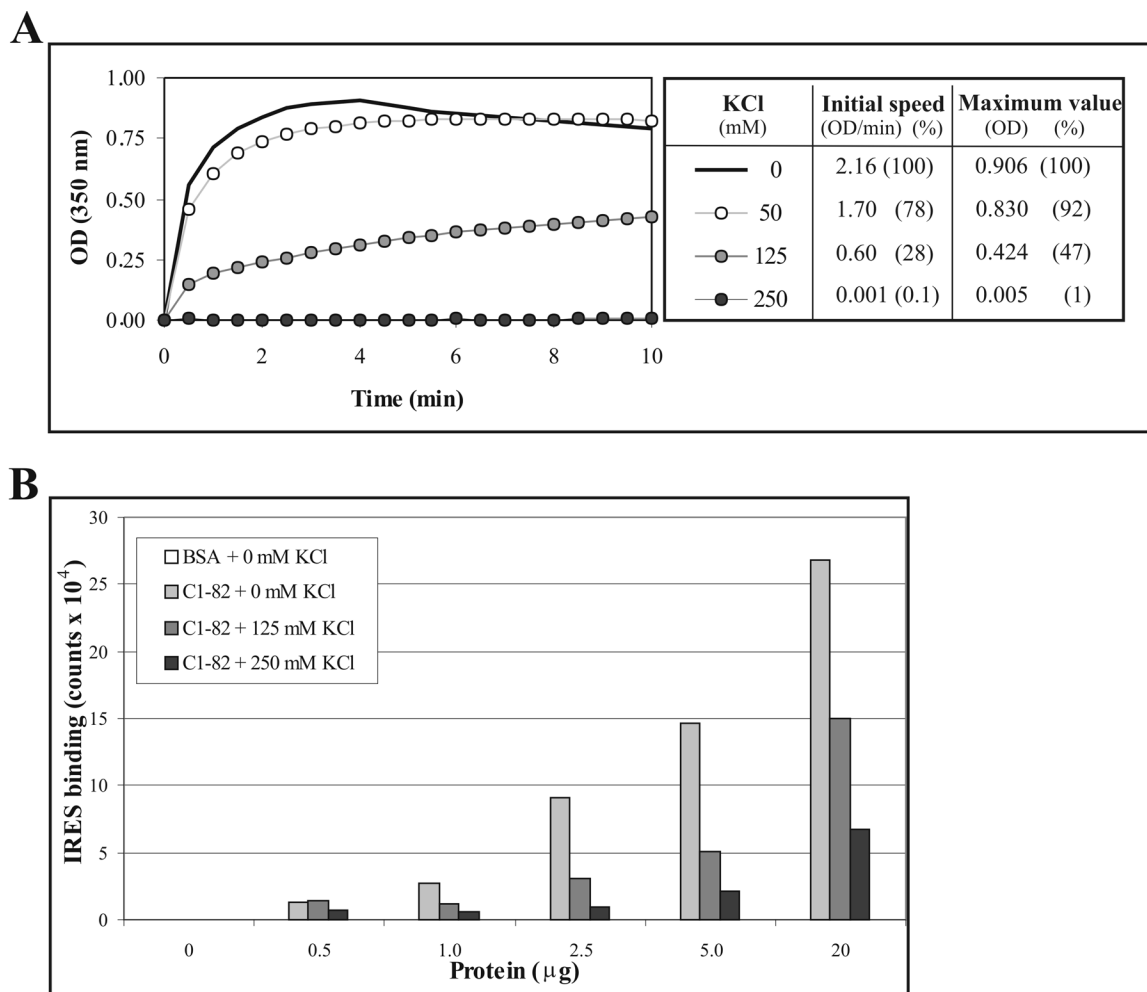 A
1.00
0.75
0.50
0.25
0.00
OD (350 nm)
0 2 4 6 8 10
Time (min)
KCl Initial speed Maximum value
(mM) (OD/min) (%) (OD) (%)
0 2.16 (100) 0.906 (100)
50 1.70 (78) 0.830 (92)
125 0.60 (28) 0.424 (47)
250 0.001 (0.1) 0.005 (1)
B
30
25
20
15
10
5
0
IRES binding (counts x 10⁴)
BSA + 0 mM KCl
C1-82 + 0 mM KCl
C1-82 + 125 mM KCl
C1-82 + 250 mM KCl
0 0.5 1.0 2.5 5.0 20
Protein (μg)